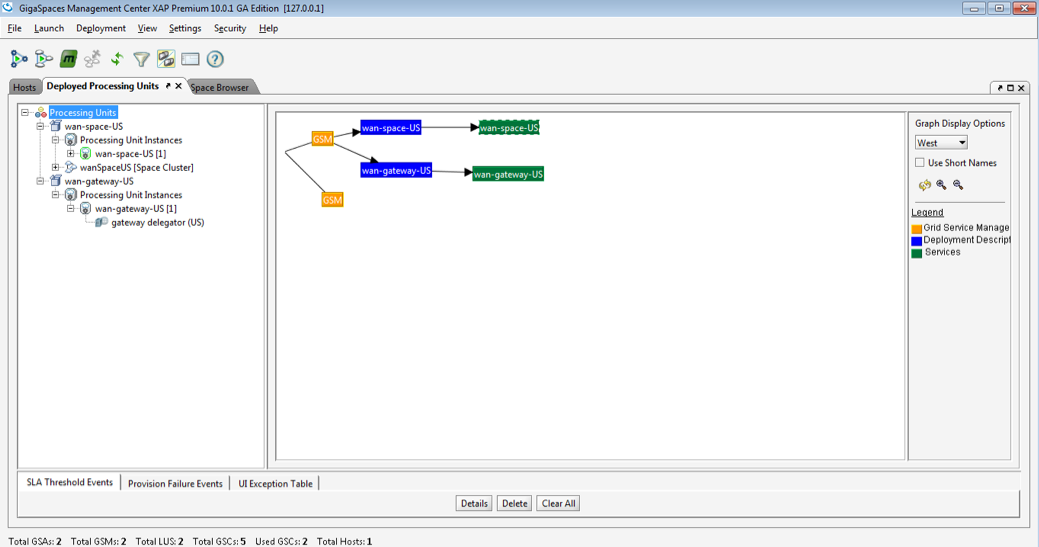 GigaSpaces Management Center XAP Premium 10.0.1 GA Edition [127.0.0.1]
File Launch Deployment View Settings Security Help
Hosts Deployed Processing Units Space Browser
Processing Units
wan-space-US
Processing Unit Instances
wan-space-US [1]
wanSpaceUS [Space Cluster]
wan-gateway-US
Processing Unit Instances
wan-gateway-US [1]
gateway delegator (US)
GSM wan-space-US wan-space-US
wan-gateway-US wan-gateway-US
GSM
Graph Display Options
West
Use Short Names
Legend
Grid Service Manage
Deployment Descript
Services
SLA Threshold Events Provision Failure Events UI Exception Table
Details Delete Clear All
Total GSAs: 2 Total GSMs: 2 Total LUS: 2 Total GSCs: 5 Used GSCs: 2 Total Hosts: 1